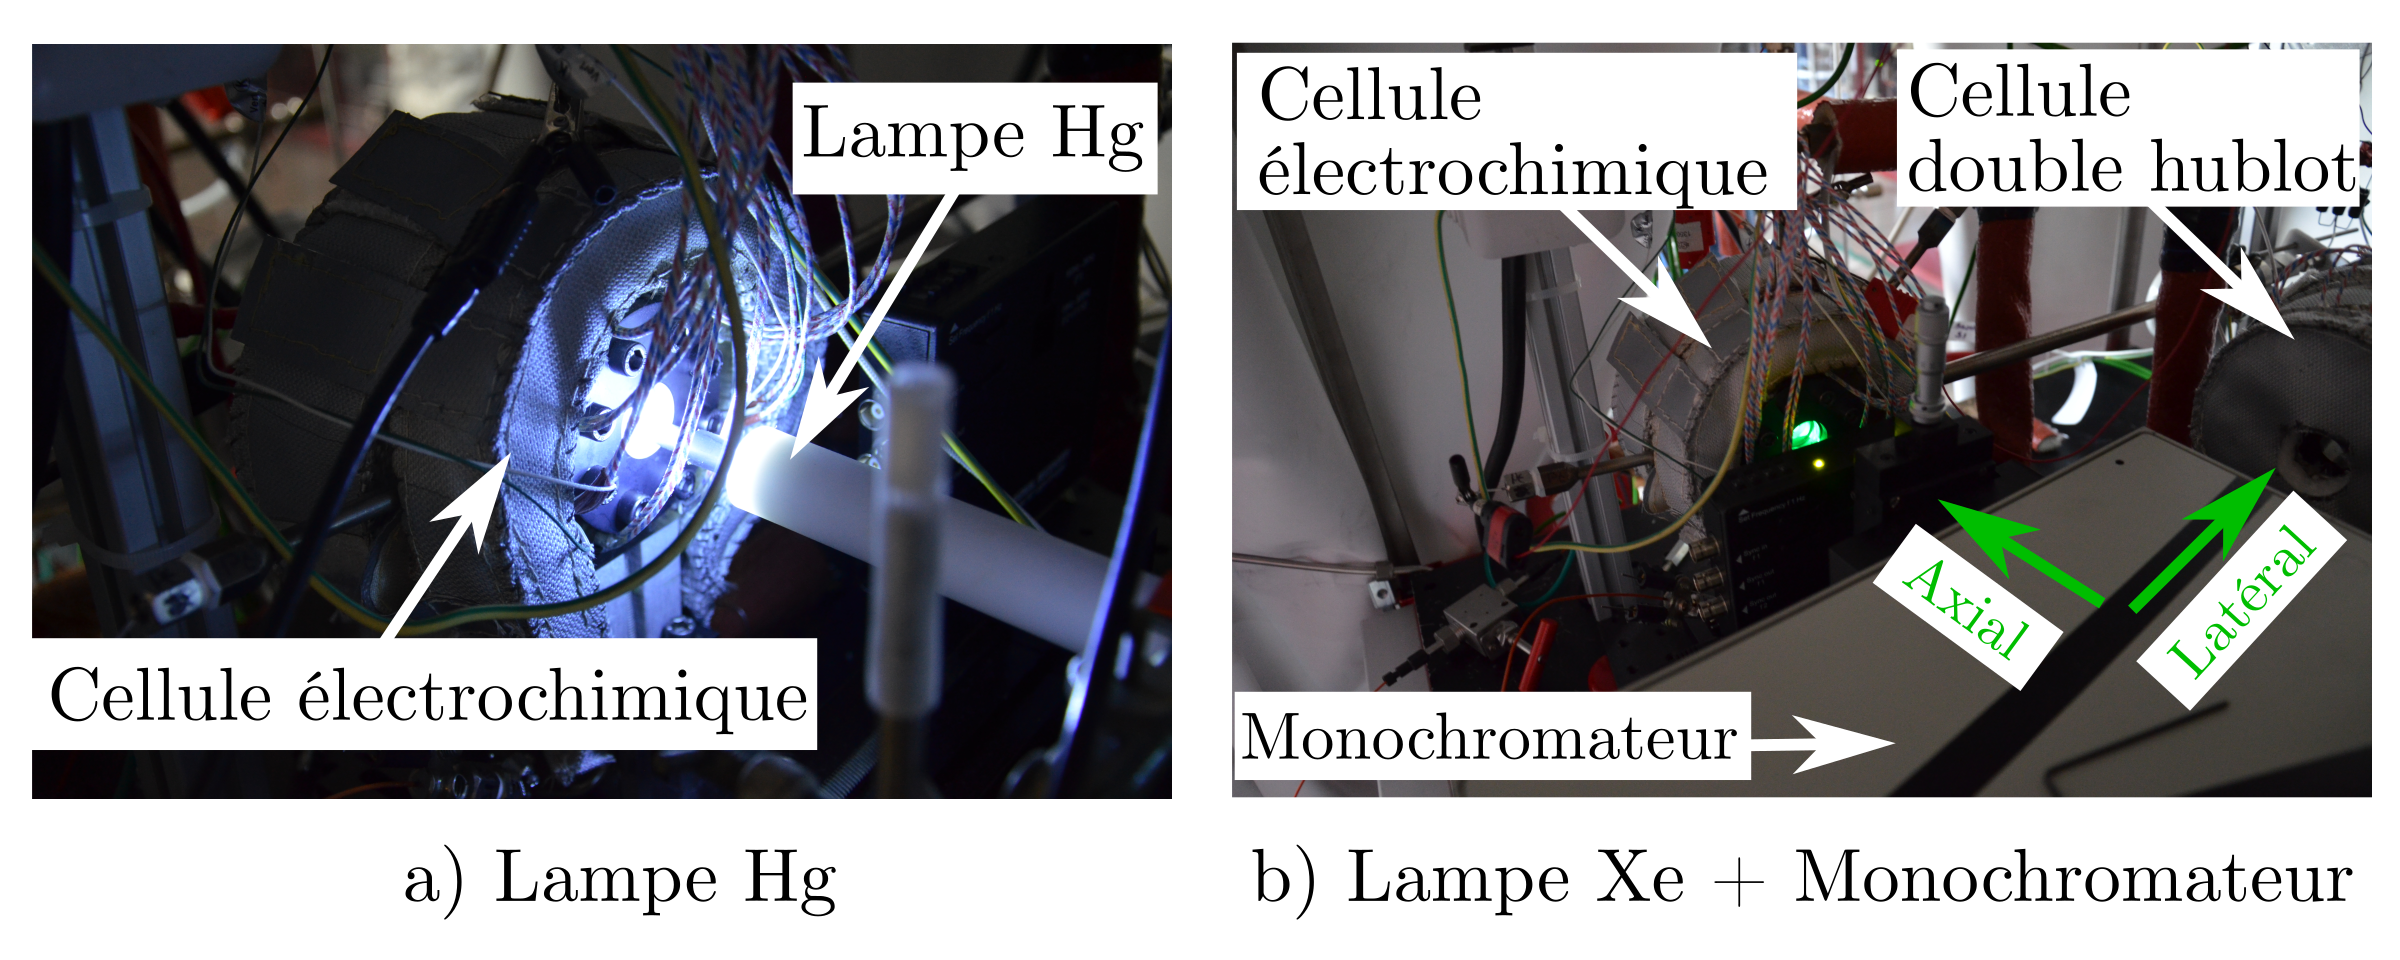 Lampe Hg
Cellule électrochimique
a) Lampe Hg
Cellule
électrochimique
Cellule
double hublot
Axial
Latéral
Monochromateur
b) Lampe Xe + Monochromateur